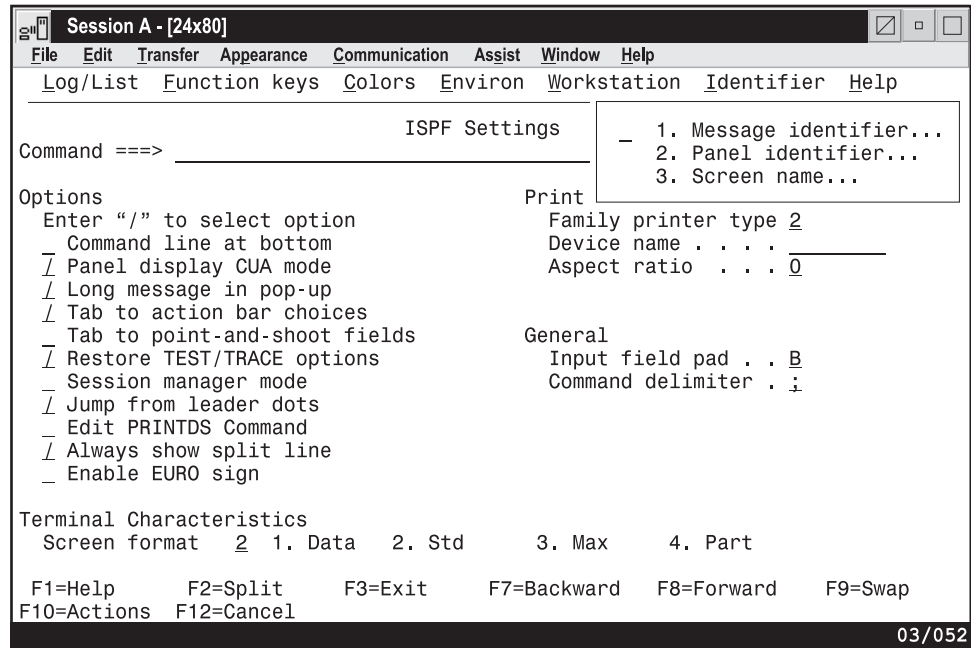 Session A - [24x80]
File Edit Transfer Appearance Communication Assist Window Help
Log/List Function keys Colors Environ Workstation Identifier Help
ISPF Settings
_ 1. Message identifier...
2. Panel identifier...
3. Screen name...
Command ===>
Options Print
Enter “/” to select option Family printer type 2
_ Command line at bottom Device name . . . .
/ Panel display CUA mode Aspect ratio . . . 0
/ Long message in pop-up
/ Tab to action bar choices
_ Tab to point-and-shoot fields General
/ Restore TEST/TRACE options Input field pad . . B
_ Session manager mode Command delimiter . ;
/ Jump from leader dots
_ Edit PRINTDS Command
/ Always show split line
_ Enable EURO sign
Terminal Characteristics
Screen format 2 1. Data 2. Std 3. Max 4. Part
F1=Help F2=Split F3=Exit F7=Backward F8=Forward F9=Swap
F10=Actions F12=Cancel
03/052